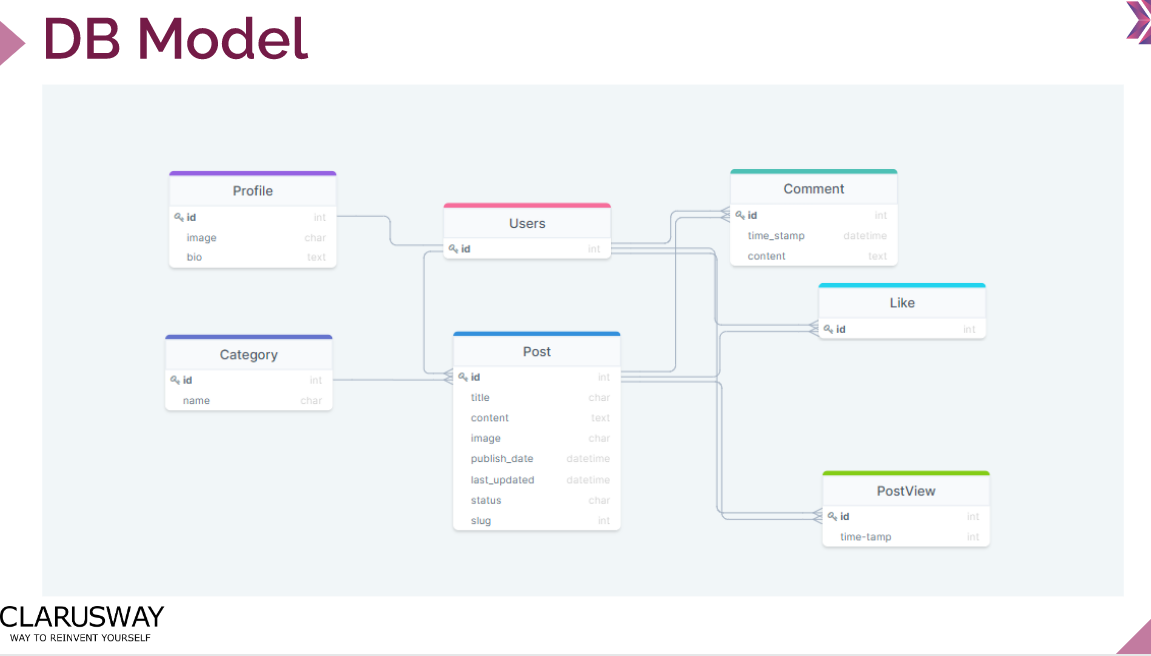 DB Model
Profile
id int
image char
bio text
Users
id int
Comment
id int
time_stamp datetime
content text
Like
id int
Category
id int
name char
Post
id int
title char
content text
image char
publish_date datetime
last_updated datetime
status char
slug int
PostView
id int
time-tamp int
CLARUSWAY
WAY TO REINVENT YOURSELF